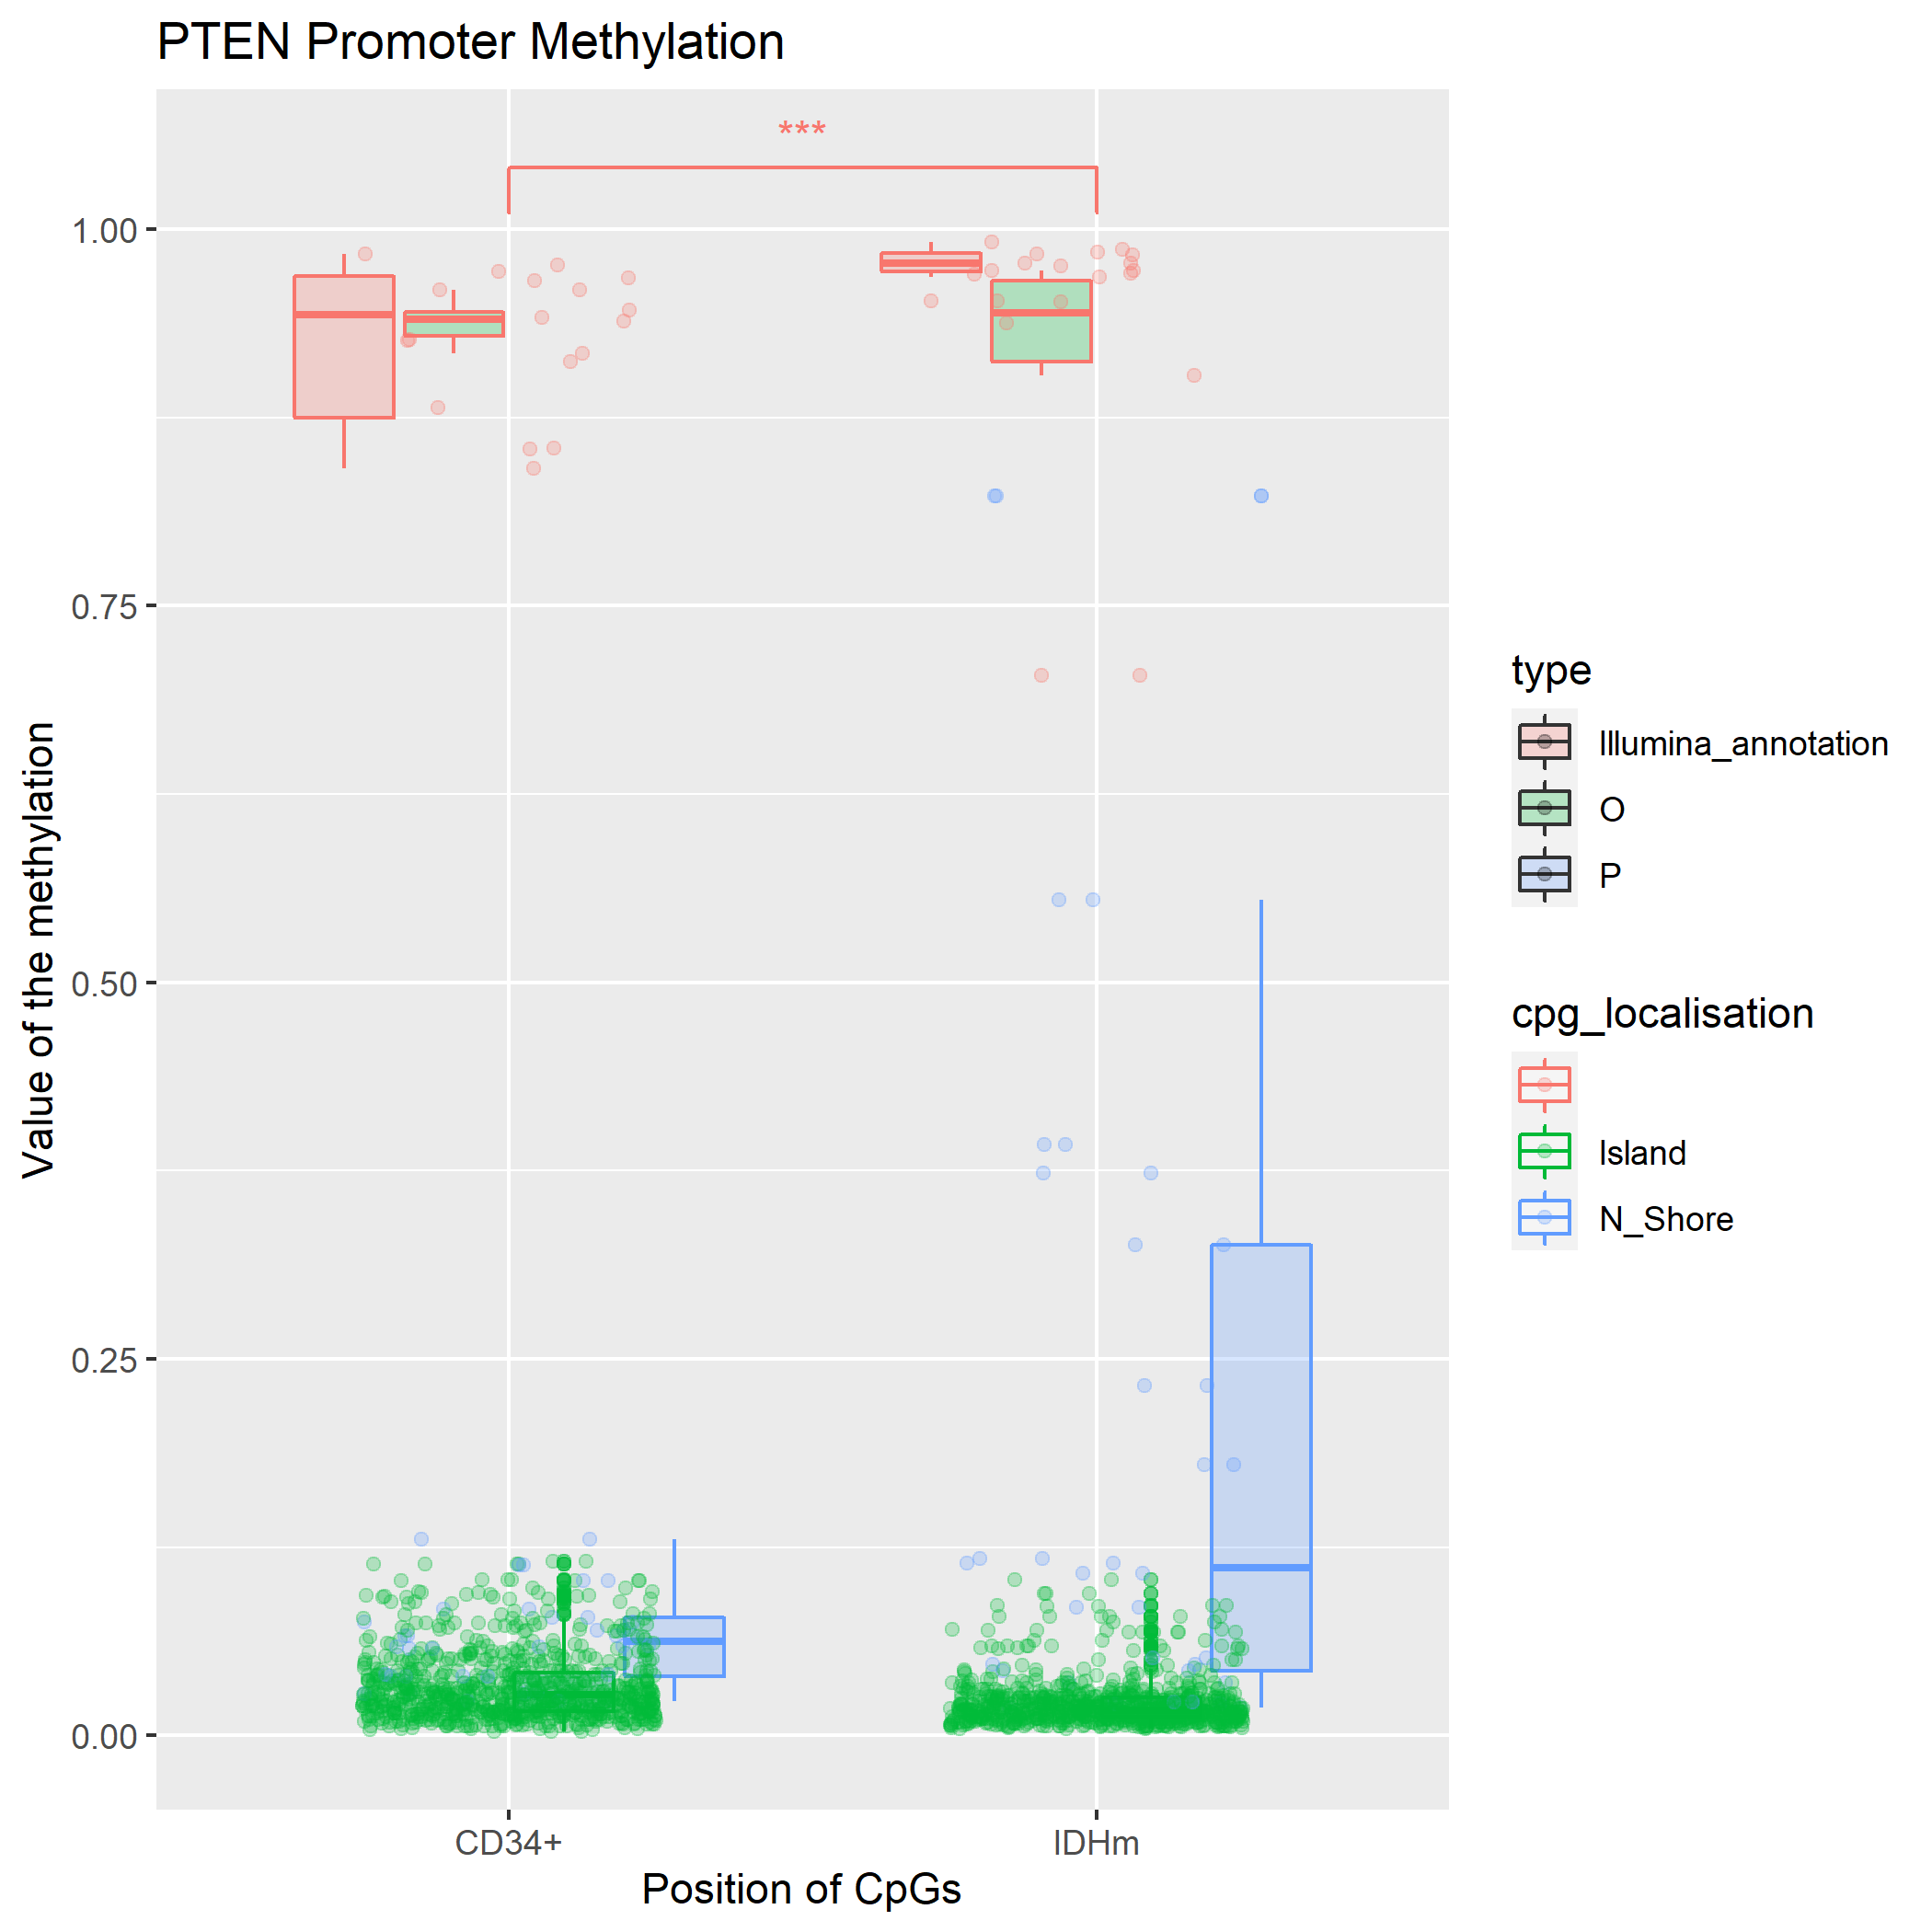 PTEN Promoter Methylation
***
1.00
0.75
0.50
0.25
0.00
Value of the methylation
CD34+
IDHm
Position of CpGs
type
Illumina_annotation
O
P
cpg_localisation
Island
N_Shore